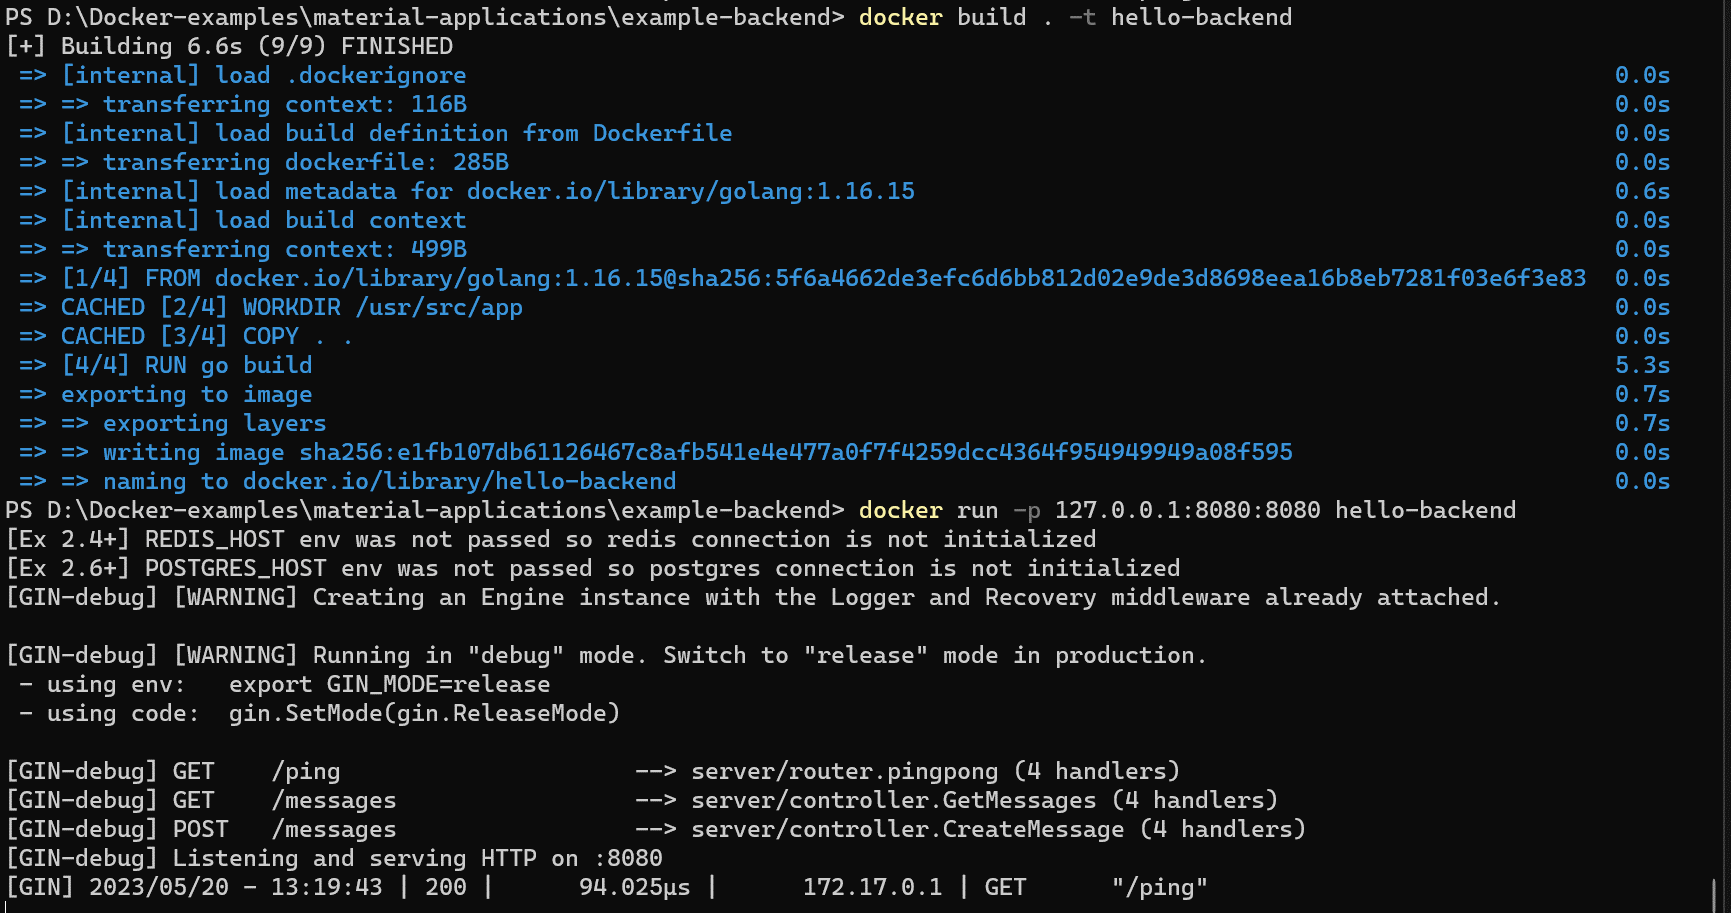 PS D:\Docker-examples\material-applications\example-backend> docker build . -t hello-backend
[+] Building 6.6s (9/9) FINISHED
=> [internal] load .dockerignore 0.0s
=> => transferring context: 116B 0.0s
=> [internal] load build definition from Dockerfile 0.0s
=> => transferring dockerfile: 285B 0.0s
=> [internal] load metadata for docker.io/library/golang:1.16.15 0.6s
=> [internal] load build context 0.0s
=> => transferring context: 499B 0.0s
=> [1/4] FROM docker.io/library/golang:1.16.15@sha256:5f6a4662de3efc6d6bb812d02e9de3d8698eea16b8eb7281f03e6f3e83 0.0s
=> CACHED [2/4] WORKDIR /usr/src/app 0.0s
=> CACHED [3/4] COPY . . 0.0s
=> [4/4] RUN go build 5.3s
=> exporting to image 0.7s
=> => exporting layers 0.7s
=> => writing image sha256:e1fb107db61126467c8afb541e4e477a0f7f4259dcc4364f954949949a08f595 0.0s
=> => naming to docker.io/library/hello-backend 0.0s
PS D:\Docker-examples\material-applications\example-backend> docker run -p 127.0.0.1:8080:8080 hello-backend
[Ex 2.4+] REDIS_HOST env was not passed so redis connection is not initialized
[Ex 2.6+] POSTGRES_HOST env was not passed so postgres connection is not initialized
[GIN-debug] [WARNING] Creating an Engine instance with the Logger and Recovery middleware already attached.
[GIN-debug] [WARNING] Running in "debug" mode. Switch to "release" mode in production.
- using env: export GIN_MODE=release
- using code: gin.SetMode(gin.ReleaseMode)
[GIN-debug] GET /ping --> server/router.pingpong (4 handlers)
[GIN-debug] GET /messages --> server/controller.GetMessages (4 handlers)
[GIN-debug] POST /messages --> server/controller.CreateMessage (4 handlers)
[GIN-debug] Listening and serving HTTP on :8080
[GIN] 2023/05/20 - 13:19:43 | 200 | 94.025µs | 172.17.0.1 | GET "/ping"